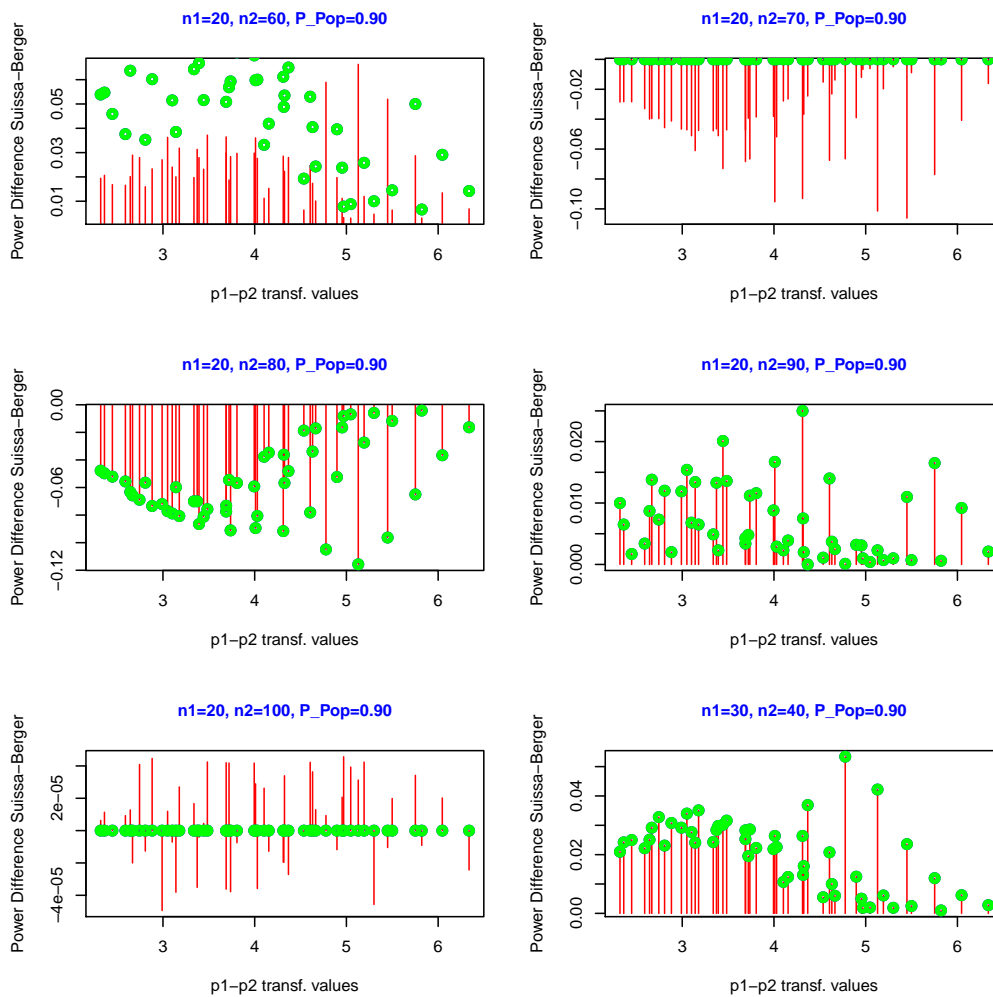 n1=20, n2=60, P_Pop=0.90
Power Difference Suissa−Berger
0.01 0.03 0.05
3 4 5 6
p1−p2 transf. values
n1=20, n2=70, P_Pop=0.90
Power Difference Suissa−Berger
−0.10 −0.06 −0.02
3 4 5 6
p1−p2 transf. values
n1=20, n2=80, P_Pop=0.90
Power Difference Suissa−Berger
−0.12 −0.06 0.00
3 4 5 6
p1−p2 transf. values
n1=20, n2=90, P_Pop=0.90
Power Difference Suissa−Berger
0.000 0.010 0.020
3 4 5 6
p1−p2 transf. values
n1=20, n2=100, P_Pop=0.90
Power Difference Suissa−Berger
−4e−05 2e−05
3 4 5 6
p1−p2 transf. values
n1=30, n2=40, P_Pop=0.90
Power Difference Suissa−Berger
0.00 0.02 0.04
3 4 5 6
p1−p2 transf. values